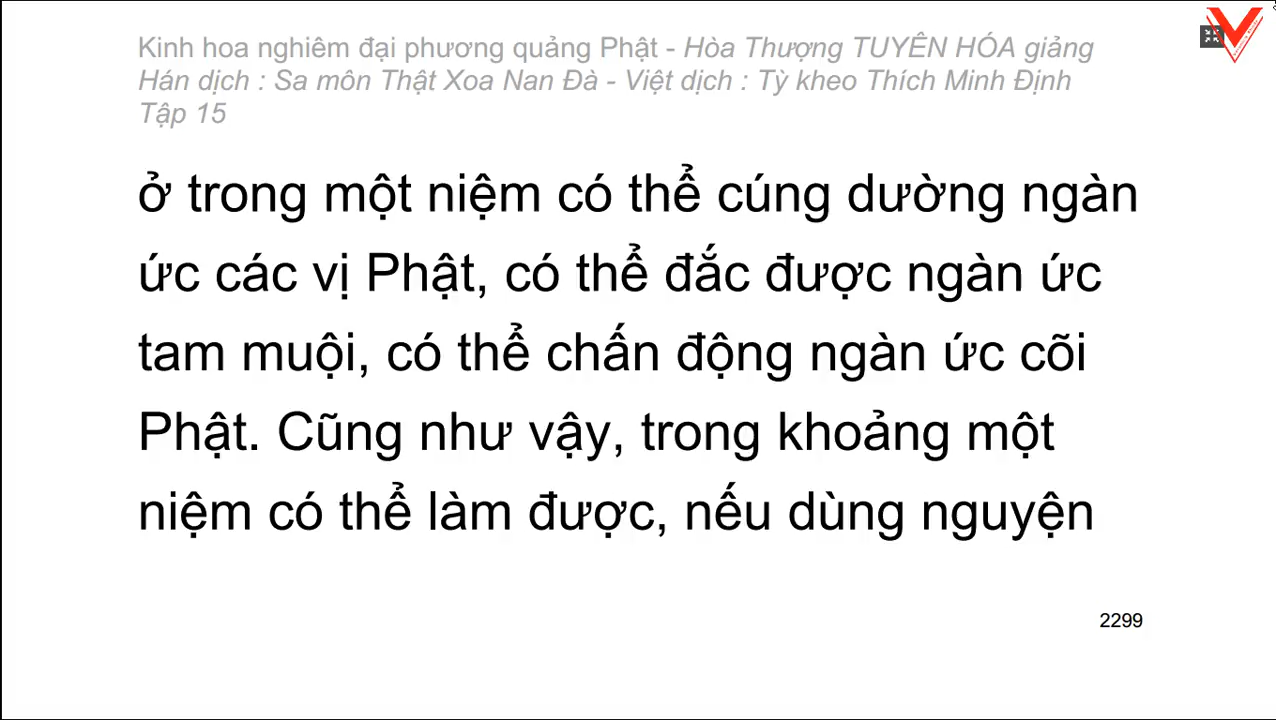 Kinh hoa nghiêm đại phương quảng Phật - Hòa Thượng TUYÊN HÓA giảng
Hán dịch : Sa môn Thật Xoa Nan Đà - Việt dịch : Tỳ kheo Thích Minh Định
Tập 15
ở trong một niệm có thể cúng dường ngàn
ức các vị Phật, có thể đắc được ngàn ức
tam muội, có thể chấn động ngàn ức cõi
Phật. Cũng như vậy, trong khoảng một
niệm có thể làm được, nếu dùng nguyện
2299